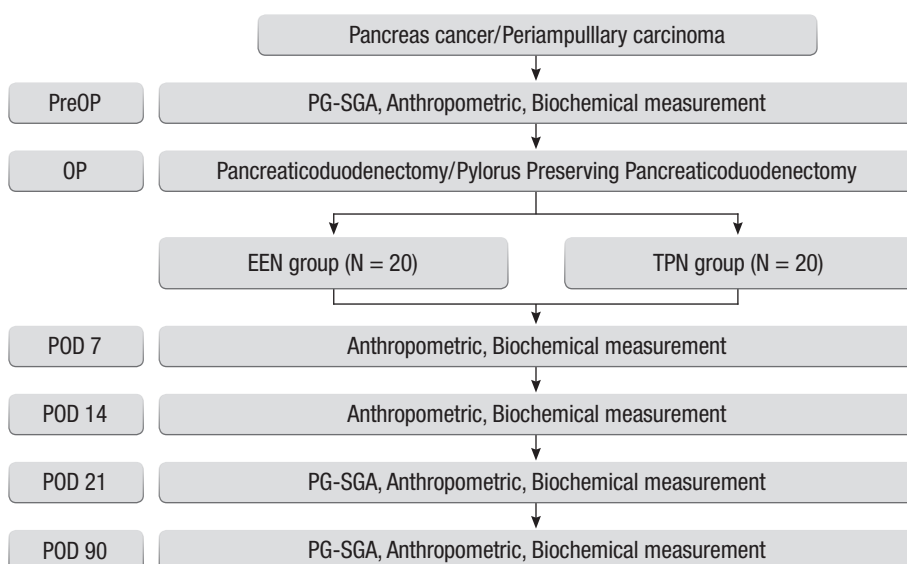 Pancreas cancer/Periampulllary carcinoma
PreOP
PG-SGA, Anthropometric, Biochemical measurement
OP
Pancreaticoduodenectomy/Pylorus Preserving Pancreaticoduodenectomy
EEN group (N = 20)
TPN group (N = 20)
POD 7
Anthropometric, Biochemical measurement
POD 14
Anthropometric, Biochemical measurement
POD 21
PG-SGA, Anthropometric, Biochemical measurement
POD 90
PG-SGA, Anthropometric, Biochemical measurement